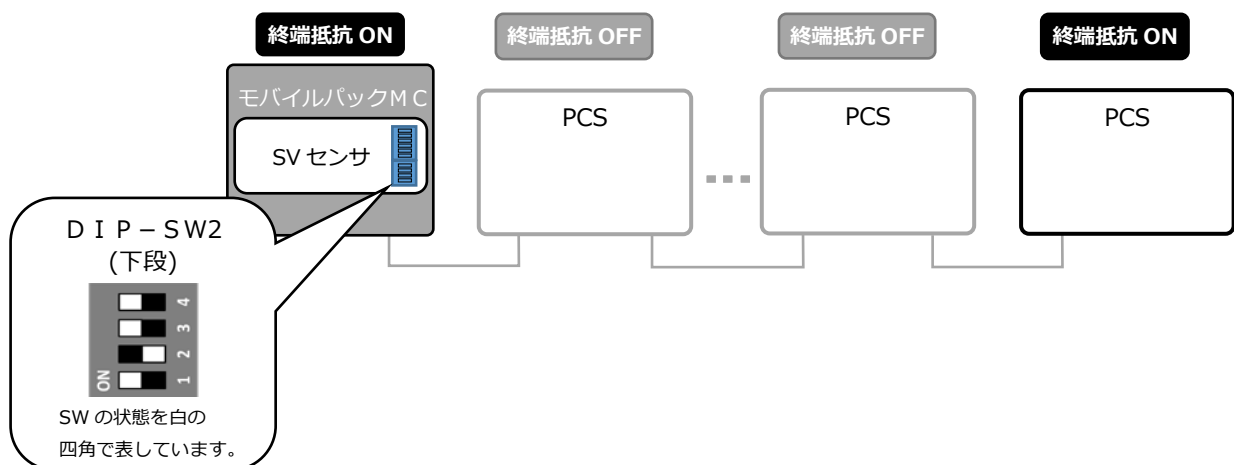 終端抵抗 ON
終端抵抗 OFF
終端抵抗 OFF
終端抵抗 ON
モバイルパックＭＣ
SV センサ
PCS
PCS
PCS
ＤＩＰ－ＳＷ2
(下段)
4
3
2
ON 1
SW の状態を白の
四角で表しています。